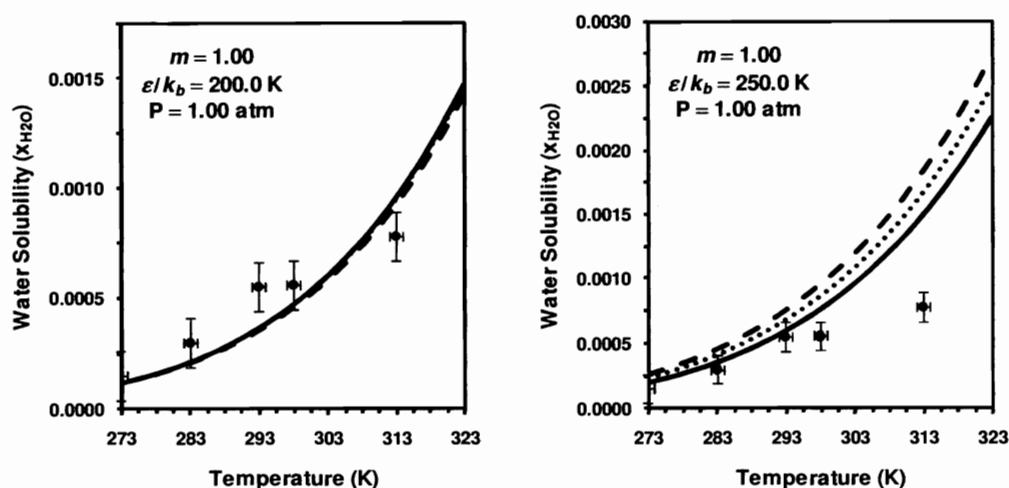 m = 1.00
ε/k_b = 200.0 K
P = 1.00 atm
Water Solubility (x_H2O)
0.0015
0.0010
0.0005
0.0000
273 283 293 303 313 323
Temperature (K)
m = 1.00
ε/k_b = 250.0 K
P = 1.00 atm
Water Solubility (x_H2O)
0.0030
0.0025
0.0020
0.0015
0.0010
0.0005
0.0000
273 283 293 303 313 323
Temperature (K)